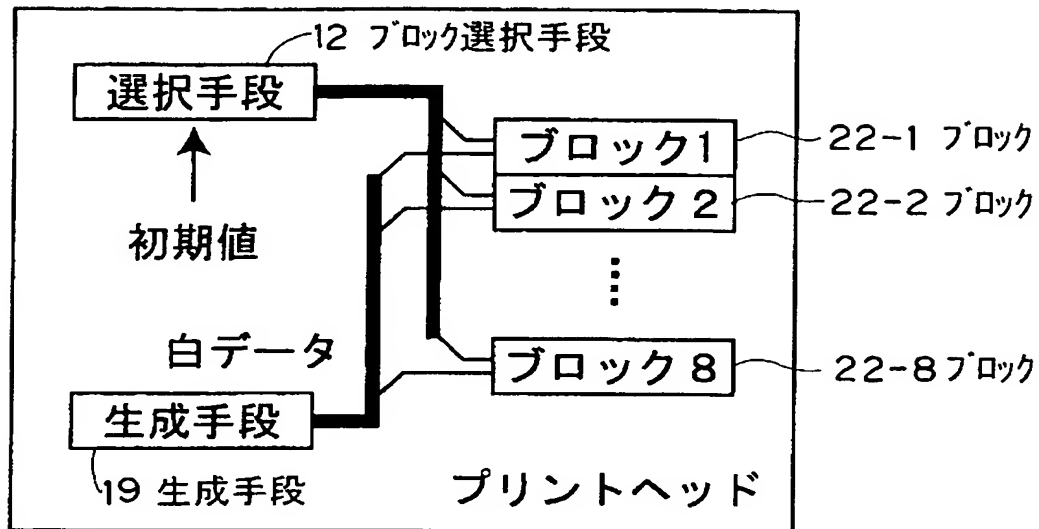 12 ブロック選択手段
選択手段
ブロック1
22-1 ブロック
ブロック2
22-2 ブロック
初期値
白データ
ブロック8
22-8 ブロック
生成手段
19 生成手段
プリントヘッド